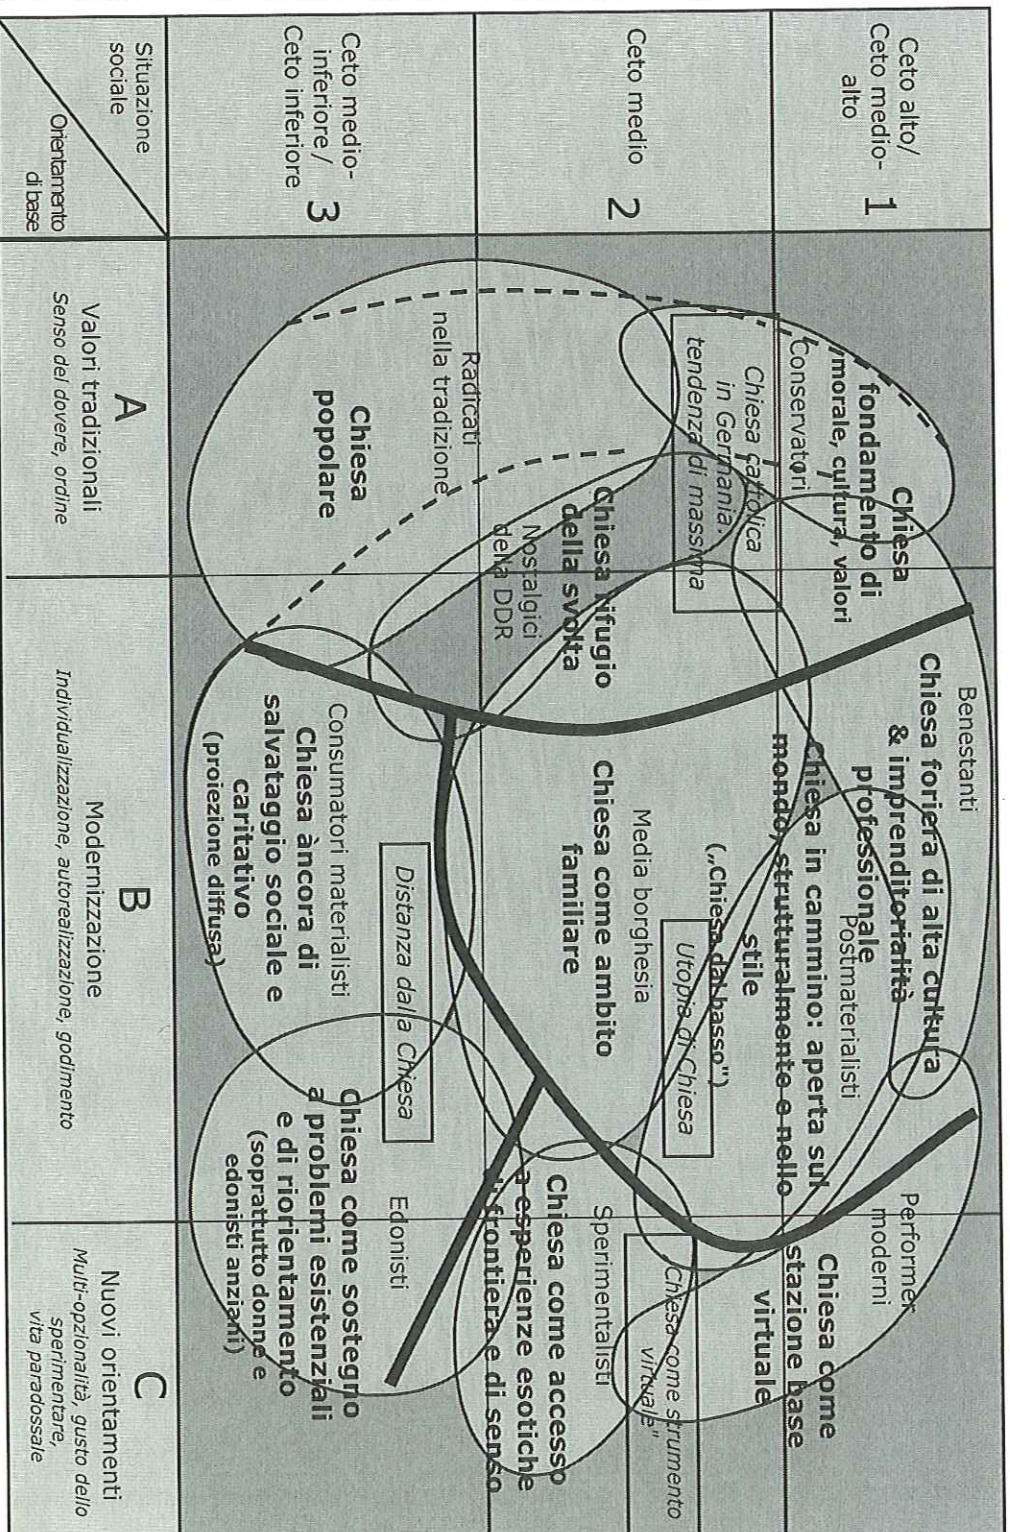 Ceto alto/
Ceto medio-
alto
1
Ceto medio
2
Ceto medio-
inferiore/
Ceto inferiore
3
Situazione
sociale
Orientamento
di base
Chiesa
fondamento di
morale, cultura, valori
Conservatori
Chiesa cattolica
in Germania:
tendenza di massima
Radicati
nella tradizione
Chiesa
popolare
Chiesa rifugio
della svolta
Nostalgici
della DDR
Benestanti
Chiesa foriera di alta cultura
& imprenditorialità
professionale
Postmaterialisti
Chiesa in cammino: aperta sul
mondo, strutturalmente e nello
stile
(„Chiesa dal basso")
Utopia di Chiesa
Media borghesia
Chiesa come ambito
familiare
Distanza dalla Chiesa
Consumatori materialisti
Chiesa àncora di
salvataggio sociale e
caritativo
(proiezione diffusa)
Performer
moderni
Chiesa come
stazione base
virtuale
„Chiesa come strumento
virtuale"
Sperimentalisti
Chiesa come accesso
a esperienze esotiche
di frontiera e di senso
Edonisti
Chiesa come sostegno
a problemi esistenziali
e di riorientamento
(soprattutto donne e
edonisti anziani)
A
Valori tradizionali
Senso del dovere, ordine
B
Modernizzazione
Individualizzazione, autorealizzazione, godimento
C
Nuovi orientamenti
Multi-opzionalità, gusto dello
sperimentare,
vita paradossale